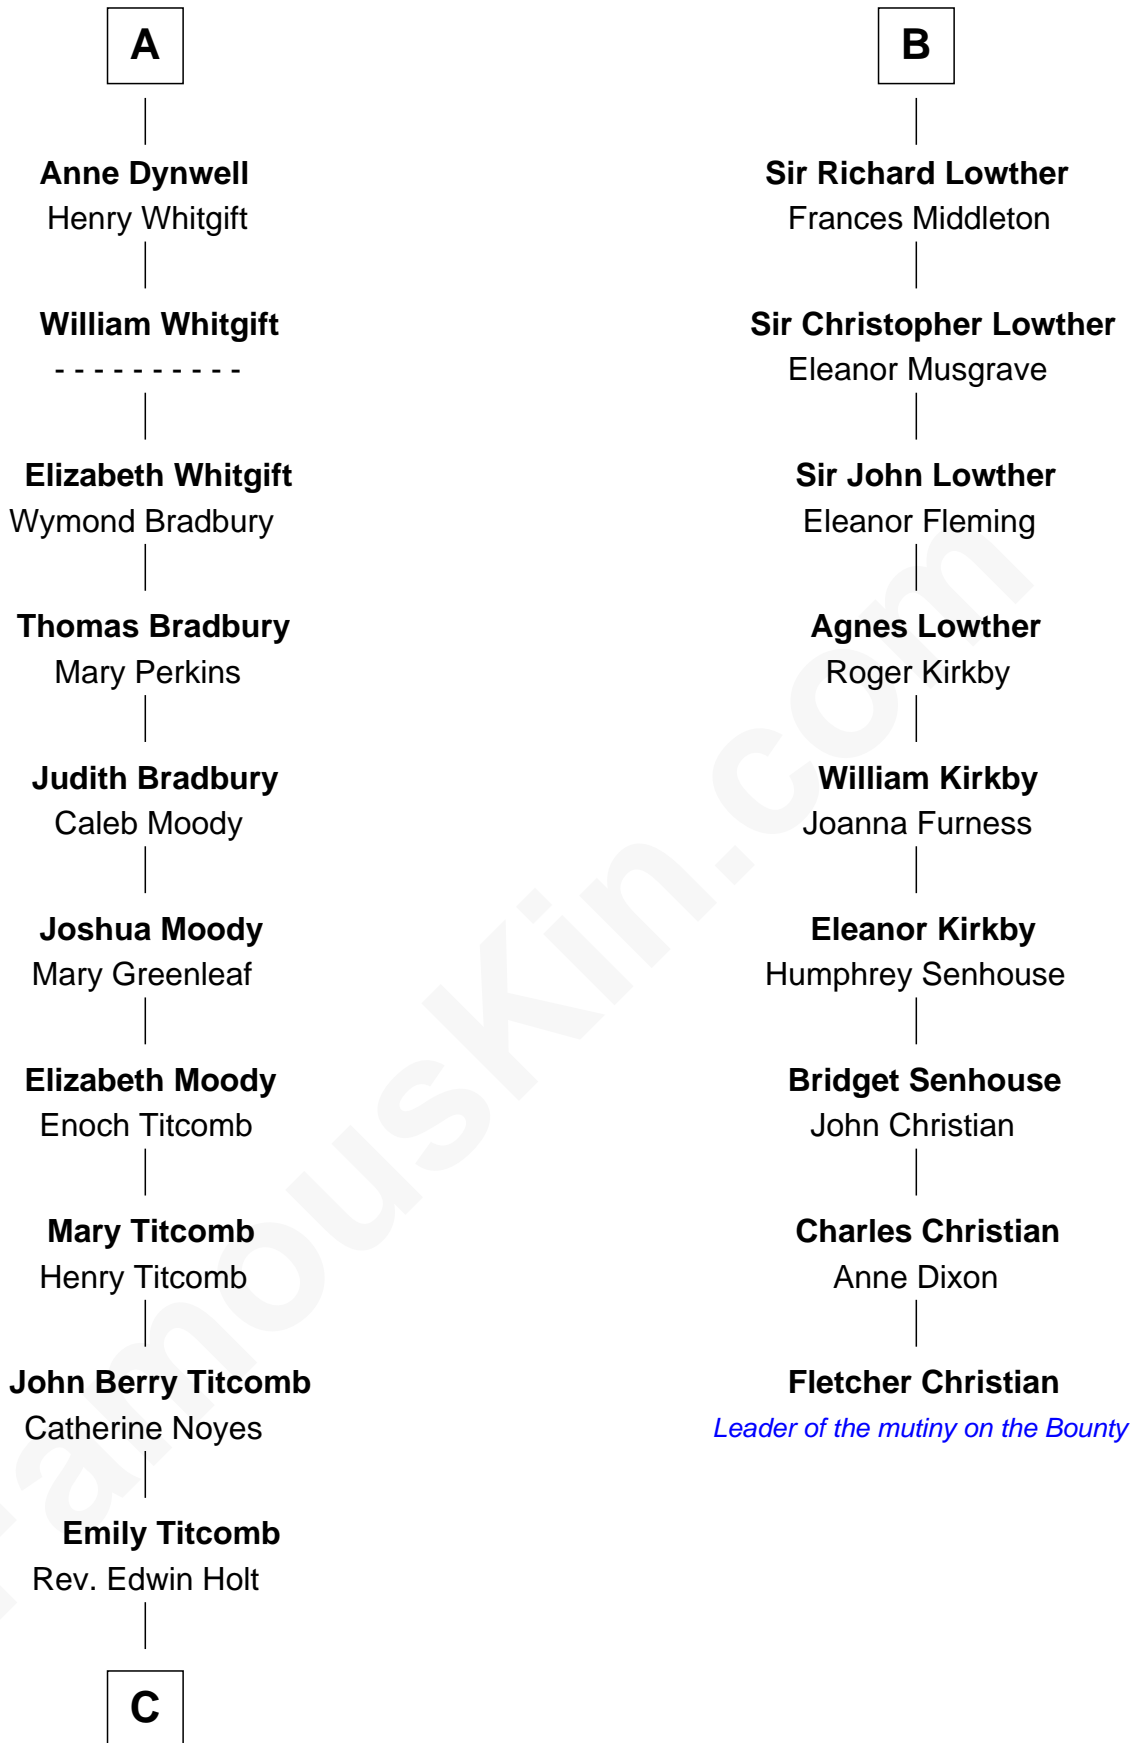 A
Anne Dynwell
Henry Whitgift
William Whitgift
- - - - - - - - - -
Elizabeth Whitgift
Wymond Bradbury
Thomas Bradbury
Mary Perkins
Judith Bradbury
Caleb Moody
Joshua Moody
Mary Greenleaf
Elizabeth Moody
Enoch Titcomb
Mary Titcomb
Henry Titcomb
John Berry Titcomb
Catherine Noyes
Emily Titcomb
Rev. Edwin Holt
C
B
Sir Richard Lowther
Frances Middleton
Sir Christopher Lowther
Eleanor Musgrave
Sir John Lowther
Eleanor Fleming
Agnes Lowther
Roger Kirkby
William Kirkby
Joanna Furness
Eleanor Kirkby
Humphrey Senhouse
Bridget Senhouse
John Christian
Charles Christian
Anne Dixon
Fletcher Christian
Leader of the mutiny on the Bounty
FamousKin.com